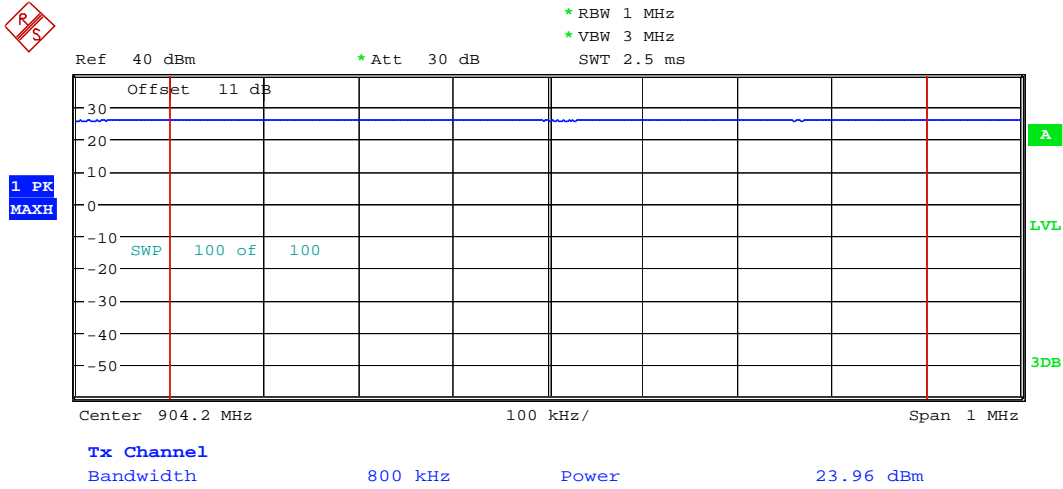 R S
* RBW 1 MHz
* VBW 3 MHz
Ref 40 dBm * Att 30 dB SWT 2.5 ms
Offset 11 dB
30
20
A
10
1 PK
MAXH
0
LVL
-10
SWP 100 of 100
-20
-30
-40
-50
3DB
Center 904.2 MHz 100 kHz/ Span 1 MHz
Tx Channel
Bandwidth 800 kHz Power 23.96 dBm